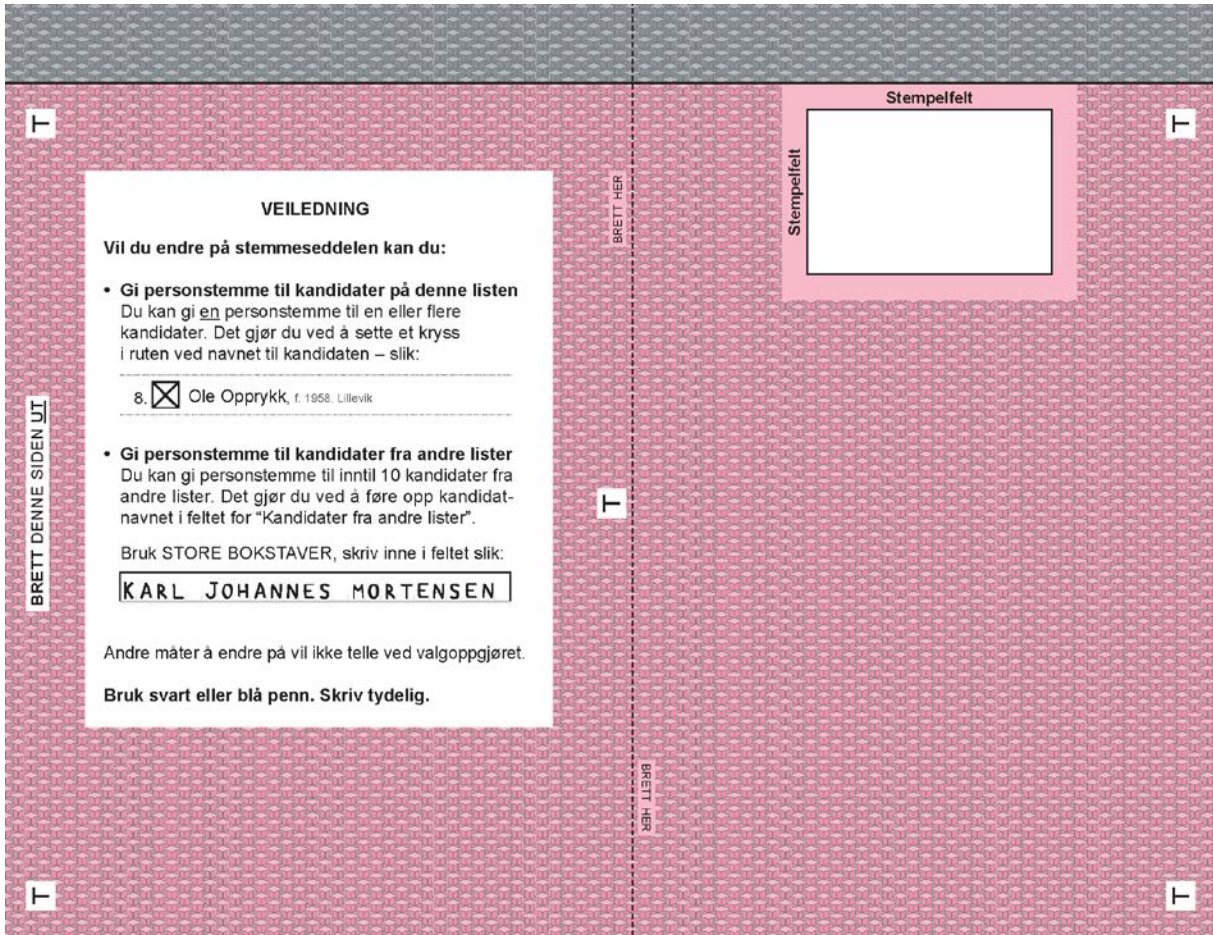 T
Stempelfelt
T
Stempelfelt
BRETT HER
VEILEDNING
Vil du endre på stemmeseddelen kan du:
• Gi personstemme til kandidater på denne listen
Du kan gi en personstemme til en eller flere
kandidater. Det gjør du ved å sette et kryss
i ruten ved navnet til kandidaten – slik:
8. Ole Opprykk, f. 1958. Lillevik
BRETT DENNE SIDEN UT
• Gi personstemme til kandidater fra andre lister
Du kan gi personstemme til inntil 10 kandidater fra
andre lister. Det gjør du ved å føre opp kandidat-
navnet i feltet for “Kandidater fra andre lister”.
T
Bruk STORE BOKSTAVER, skriv inne i feltet slik:
KARL JOHANNES MORTENSEN
Andre måter å endre på vil ikke telle ved valgoppgjøret.
Bruk svart eller blå penn. Skriv tydelig.
BRETT HER
T
T